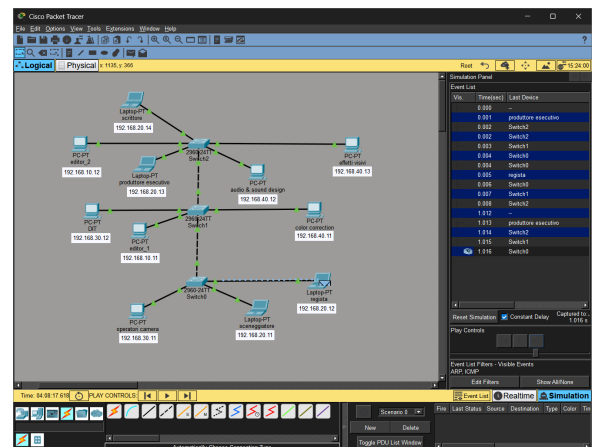 Cisco Packet Tracer
File Edit Options View Tools Extensions Window Help
Logical Physical x: 1135, y: 366 Root 15:24:00
Simulation Panel
Event List
Vis. Time(sec) Last Device
0.000 --
0.001 produttore esecutivo
0.002 Switch2
0.002 Switch2
0.003 Switch1
0.004 Switch0
0.004 Switch0
0.005 regista
0.006 Switch0
0.007 Switch1
0.008 Switch2
1.012 --
1.013 produttore esecutivo
1.014 Switch2
1.015 Switch1
1.016 Switch0
Laptop-PT
scrittore
192.168.20.14
2960-24TT
Switch2
PC-PT
editor_2
192.168.10.12
PC-PT
effetti visivi
192.168.40.13
Laptop-PT
produttore esecutivo
192.168.20.13
PC-PT
audio & sound design
192.168.40.12
PC-PT
DIT
192.168.30.12
2960-24TT
Switch1
PC-PT
color correction
192.168.40.11
PC-PT
editor_1
192.168.10.11
2960-24TT
Switch0
Laptop-PT
regista
192.168.20.12
PC-PT
operatori camera
192.168.30.11
Laptop-PT
sceneggiatore
192.168.20.11
Reset Simulation Constant Delay Captured to:
1.016 s
Play Controls
Event List Filters - Visible Events
ARP, ICMP
Edit Filters Show All/None
Time: 04:08:17.618 PLAY CONTROLS: Event List Realtime Simulation
Scenario 0
New Delete
Toggle PDU List Window
Fire Last Status Source Destination Type Color
Automatically Choose Connection Type